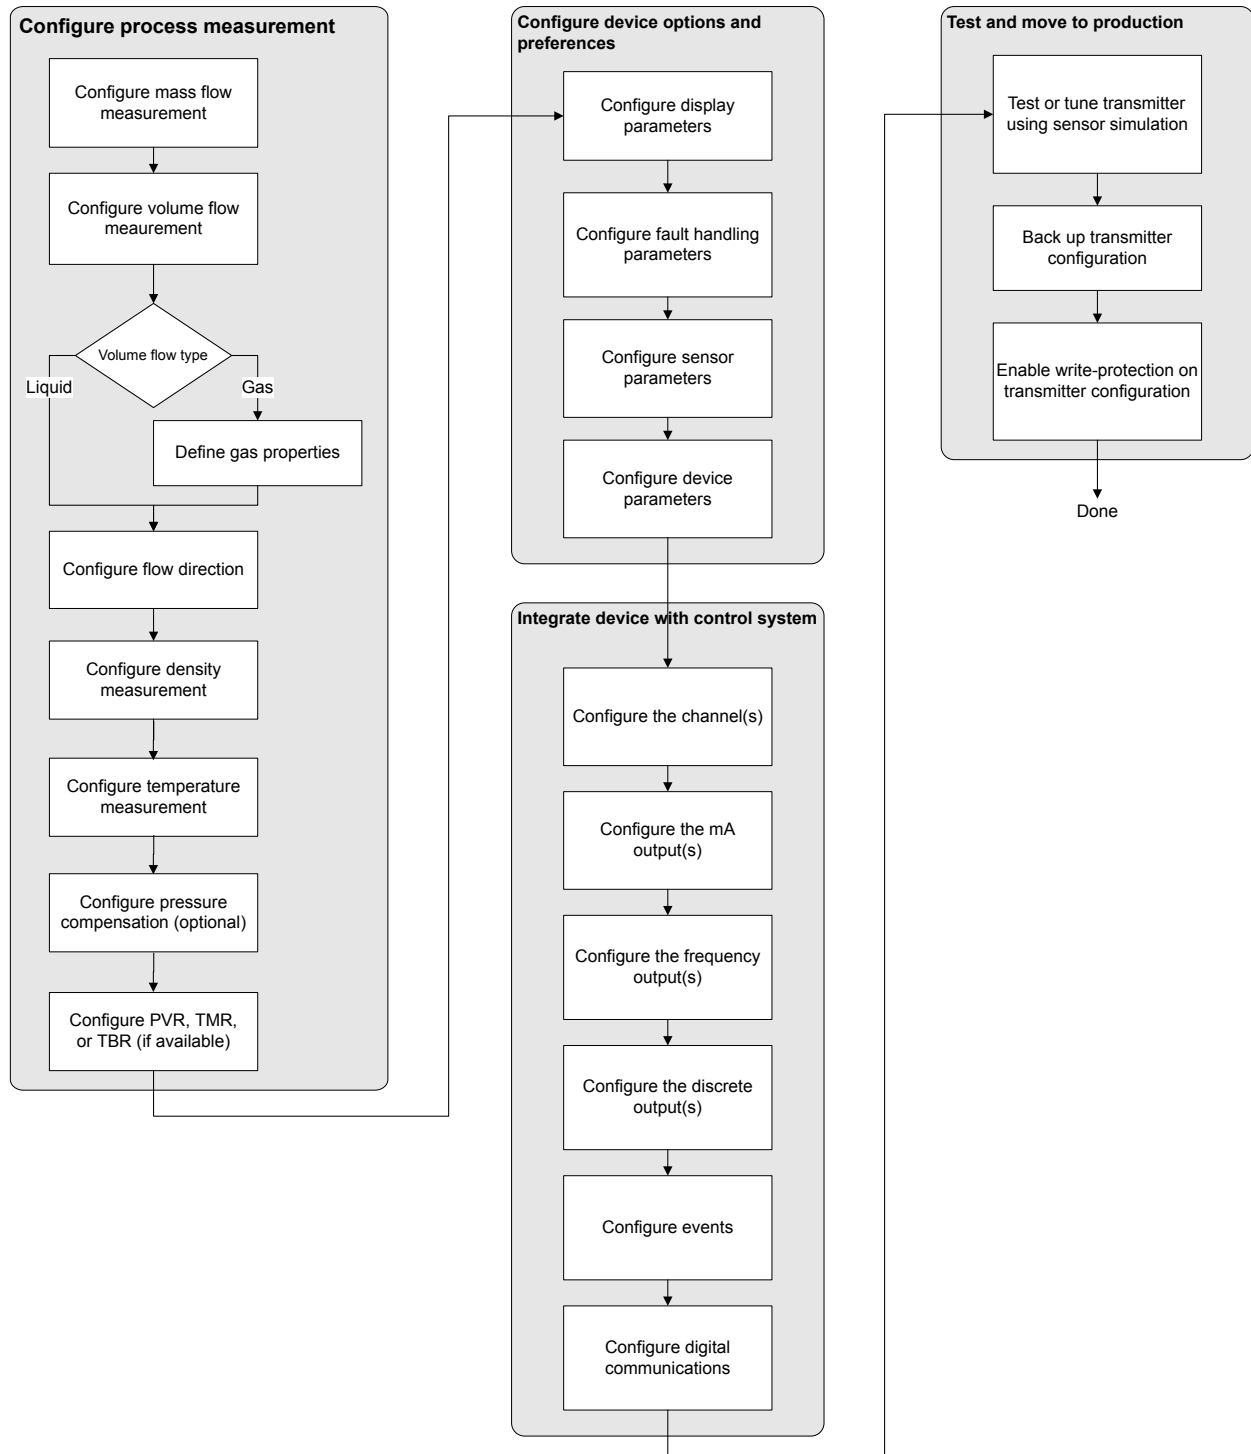 Configure process measurement
Configure mass flow
measurement
Configure volume flow
meaurement
Volume flow type
Liquid
Gas
Define gas properties
Configure flow direction
Configure density
measurement
Configure temperature
measurement
Configure pressure
compensation (optional)
Configure PVR, TMR,
or TBR (if available)
Configure device options and
preferences
Configure display
parameters
Configure fault handling
parameters
Configure sensor
parameters
Configure device
parameters
Integrate device with control system
Configure the channel(s)
Configure the mA
output(s)
Configure the frequency
output(s)
Configure the discrete
output(s)
Configure events
Configure digital
communications
Test and move to production
Test or tune transmitter
using sensor simulation
Back up transmitter
configuration
Enable write-protection on
transmitter configuration
Done